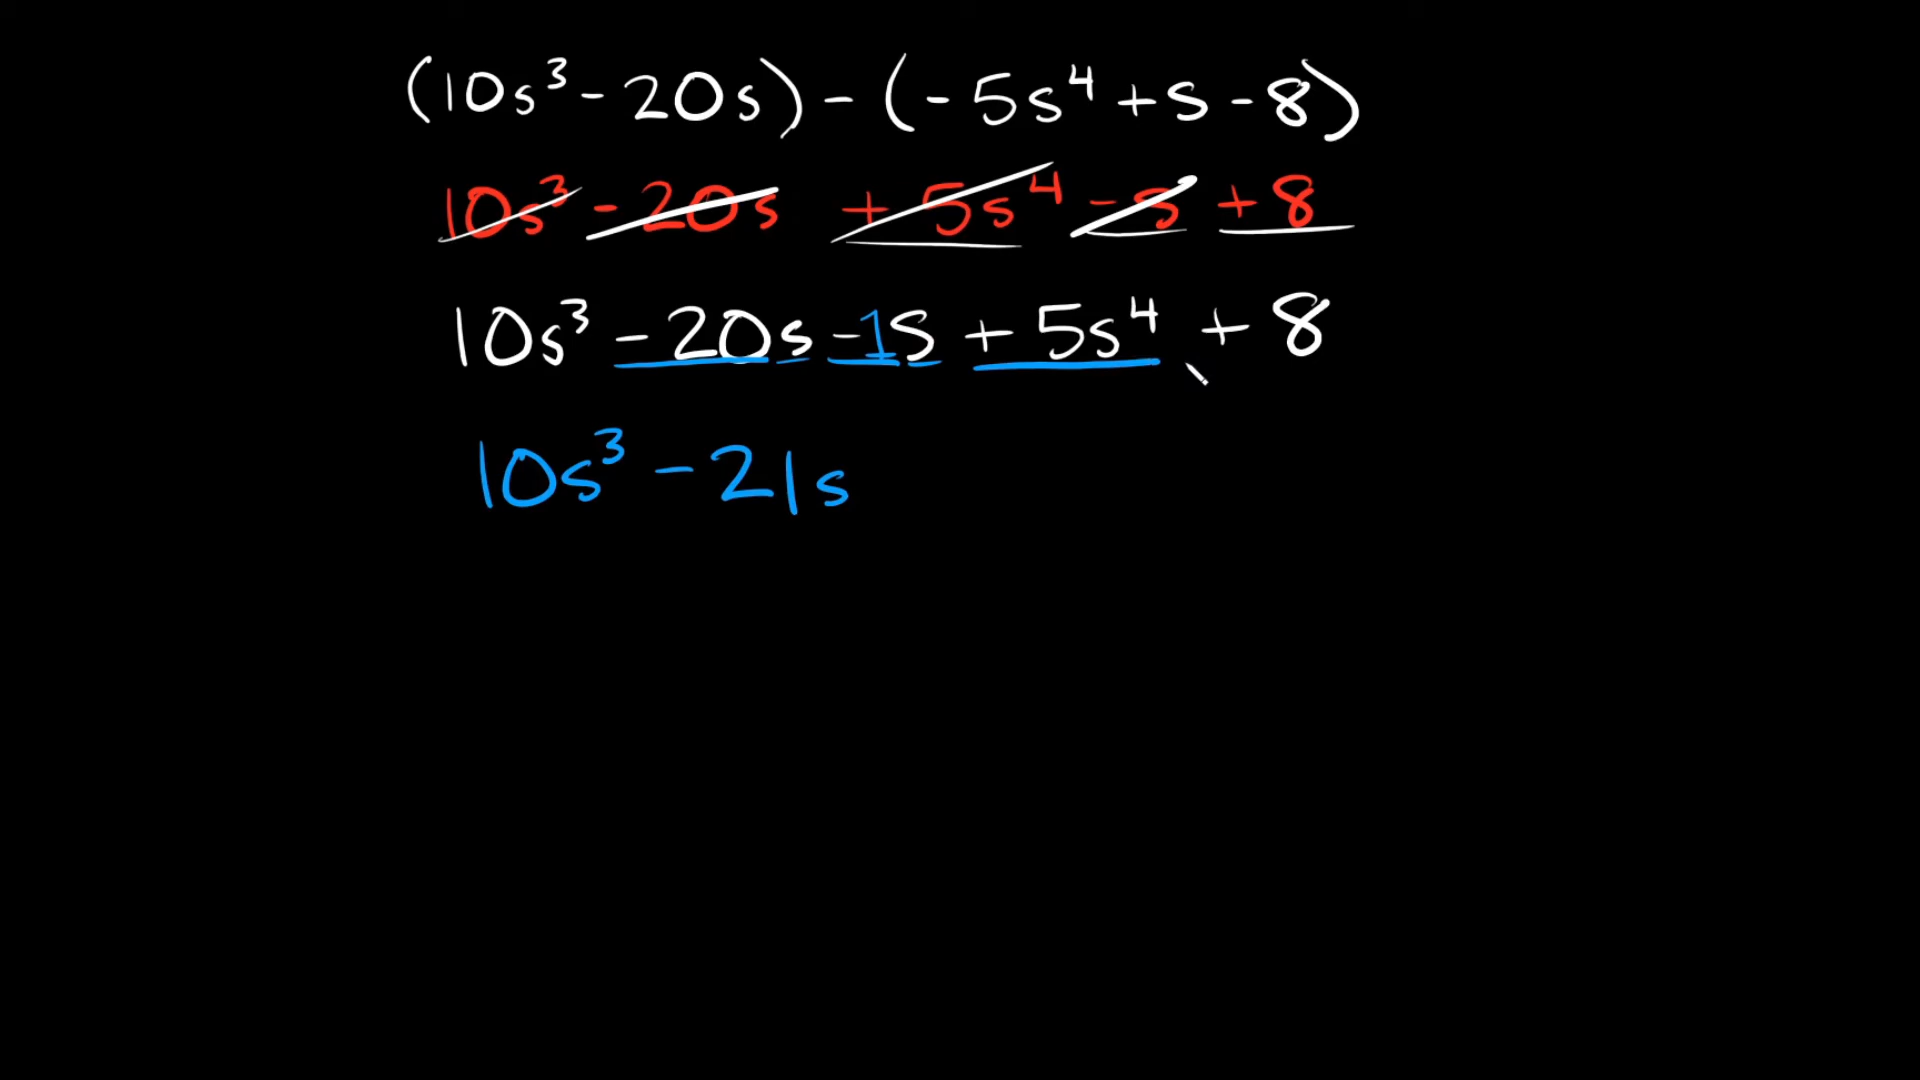 (10s³ - 20s) - (-5s⁴ + s - 8)
10s³ - 20s + 5s⁴ - s + 8
10s³ - 20s - 1s + 5s⁴ + 8
10s³ - 21s